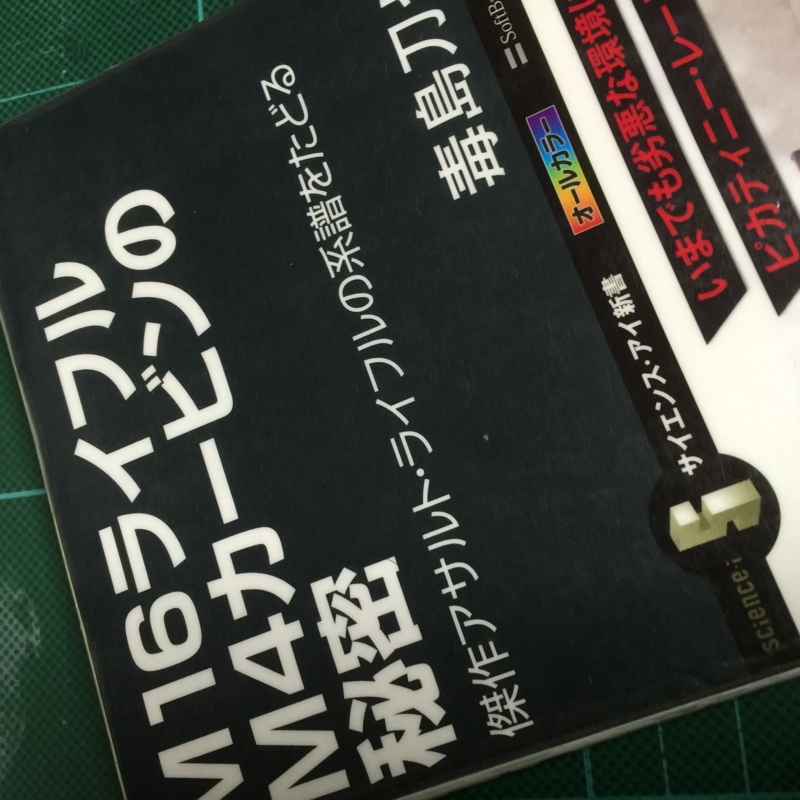 M16ライフル
M4カービンの
秘密
傑作アサルト・ライフルの系譜をたどる
毒島刀
オールカラー
サイエンス・アイ新書
science·i
SoftB
いまでも劣悪な環境
ピカティニー・レー